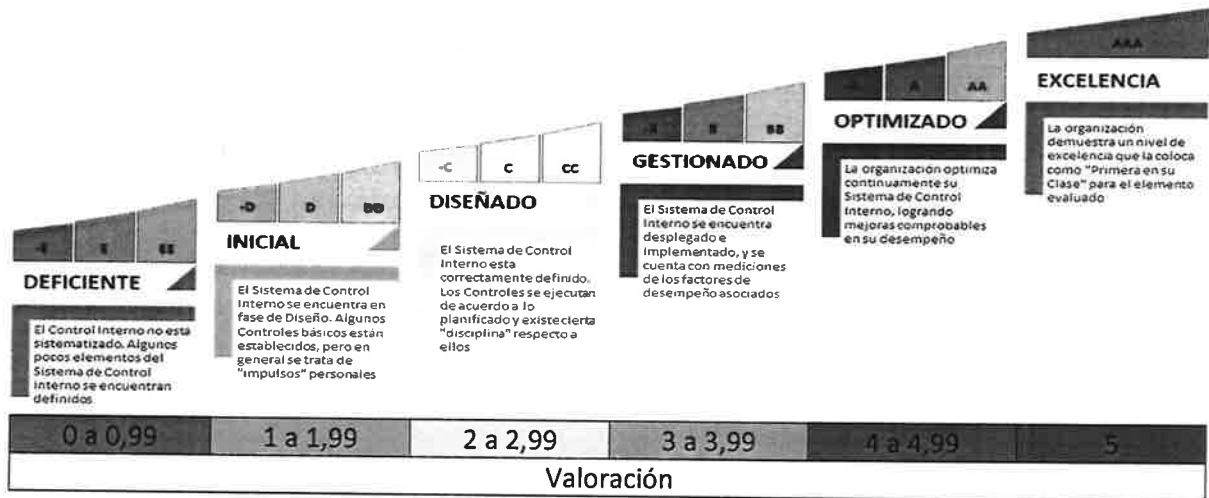 -E E EE
DEFICIENTE
El Control Interno no está
sistematizado. Algunos
pocos elementos del
Sistema de Control
Interno se encuentran
definidos
-D D DD
INICIAL
El Sistema de Control
Interno se encuentra en
fase de Diseño. Algunos
Controles básicos están
establecidos, pero en
general se trata de
"impulsos" personales
-C C CC
DISEÑADO
El Sistema de Control
Interno esta
correctamente definido.
Los Controles se ejecutan
de acuerdo a lo
planificado y existe cierta
"disciplina" respecto a
ellos
B BB
GESTIONADO
El Sistema de Control
Interno se encuentra
desplegado e
implementado, y se
cuenta con mediciones
de los factores de
desempeño asociados
A AA
OPTIMIZADO
La organización optimiza
continuamente su
Sistema de Control
Interno, logrando
mejoras comprobables
en su desempeño
AAA
EXCELENCIA
La organización
demuestra un nivel de
excelencia que la coloca
como "Primera en su
Clase" para el elemento
evaluado
0 a 0,99 1 a 1,99 2 a 2,99 3 a 3,99 4 a 4,99 5
Valoración